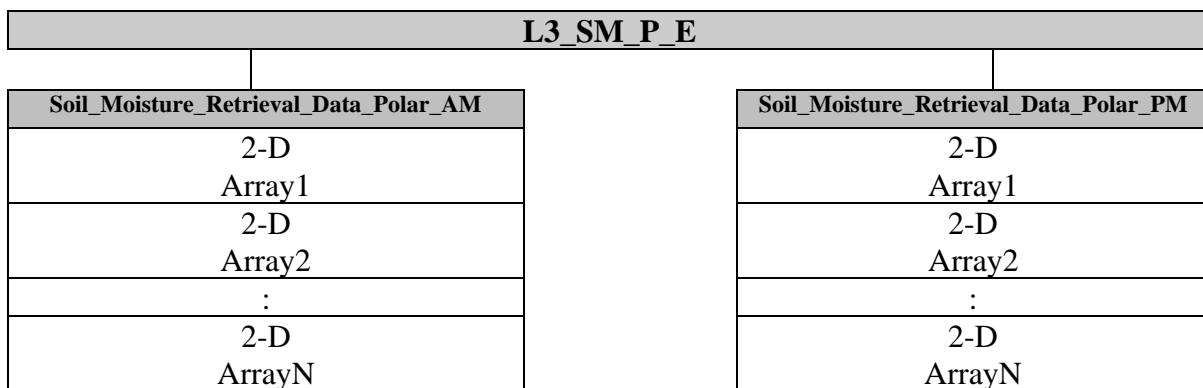 L3_SM_P_E
Soil_Moisture_Retrieval_Data_Polar_AM
2-D
Array1
2-D
Array2
:
2-D
ArrayN
Soil_Moisture_Retrieval_Data_Polar_PM
2-D
Array1
2-D
Array2
:
2-D
ArrayN